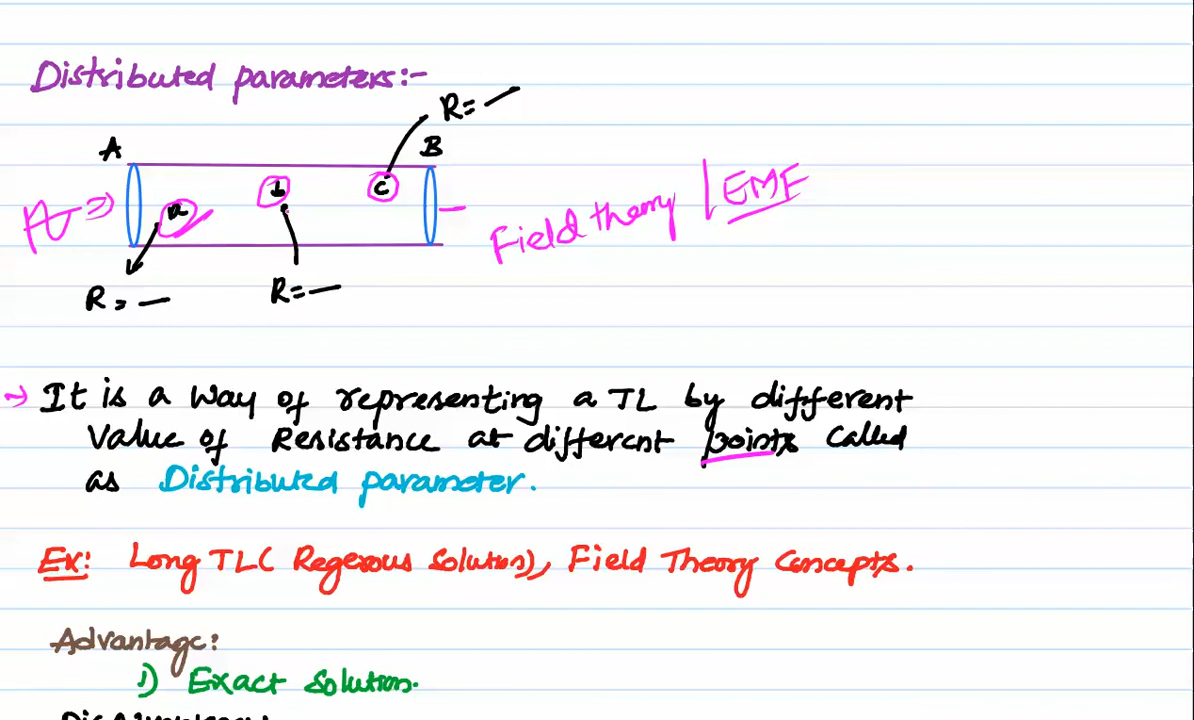 Distributed parameters:-
R= —
A
B
a
b
c
Field theory | EMF
R = —
R= —
→ It is a way of representing a TL by different
Value of Resistance at different points called
as Distributed parameter.
Ex: Long TL( Regerous Solution), Field Theory Concepts.
Advantage:
1) Exact Solution.